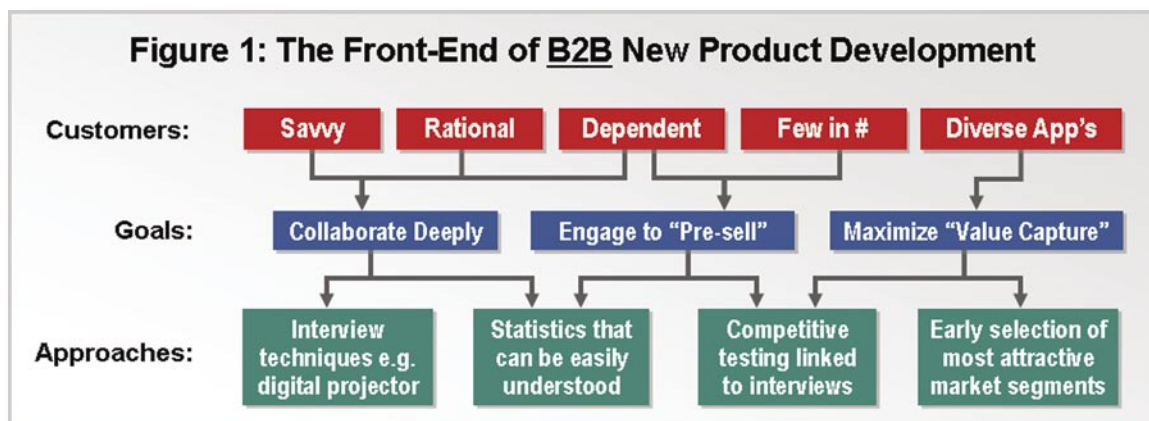 Figure 1: The Front-End of B2B New Product Development
Customers:
Savvy
Rational
Dependent
Few in #
Diverse App's
Goals:
Collaborate Deeply
Engage to “Pre-sell”
Maximize “Value Capture”
Approaches:
Interview
techniques e.g.
digital projector
Statistics that
can be easily
understood
Competitive
testing linked
to interviews
Early selection of
most attractive
market segments